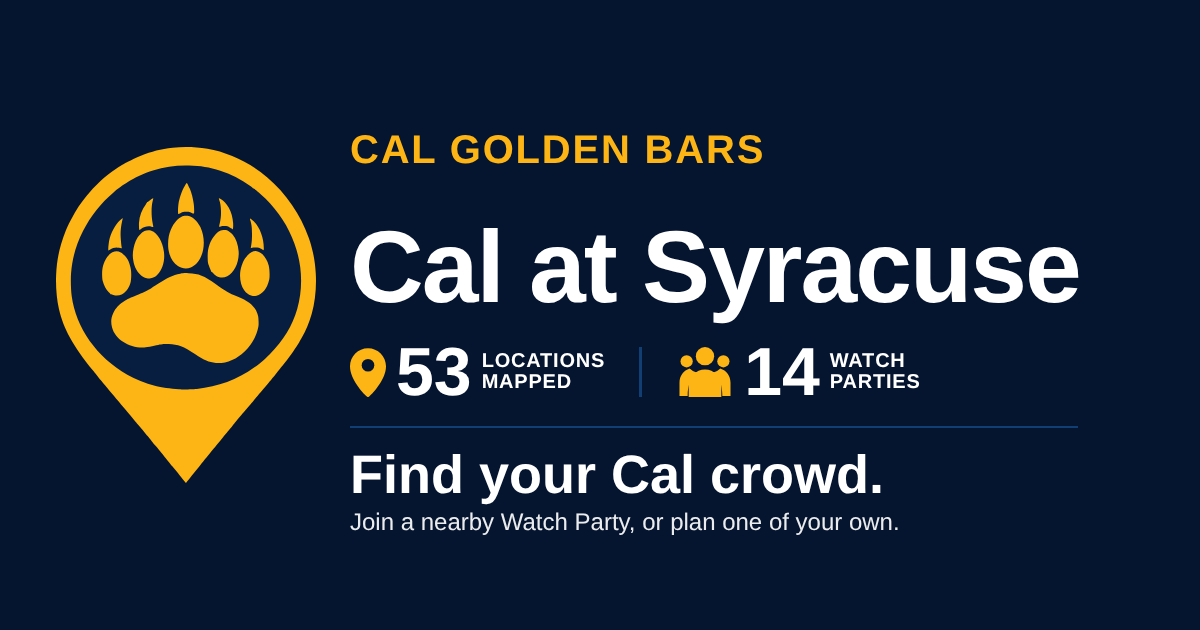 CAL GOLDEN BARS
Cal at Syracuse
53 LOCATIONS MAPPED
14 WATCH PARTIES
Find your Cal crowd.
Join a nearby Watch Party, or plan one of your own.